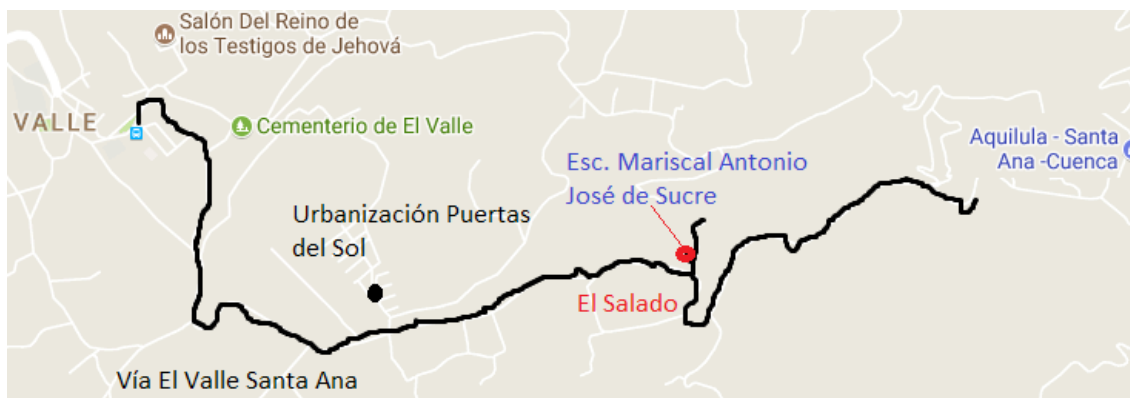 Salón Del Reino de
los Testigos de Jehová
VALLE
Cementerio de El Valle
Aquilula - Santa
Ana -Cuenca
Esc. Mariscal Antonio
José de Sucre
Urbanización Puertas
del Sol
El Salado
Vía El Valle Santa Ana